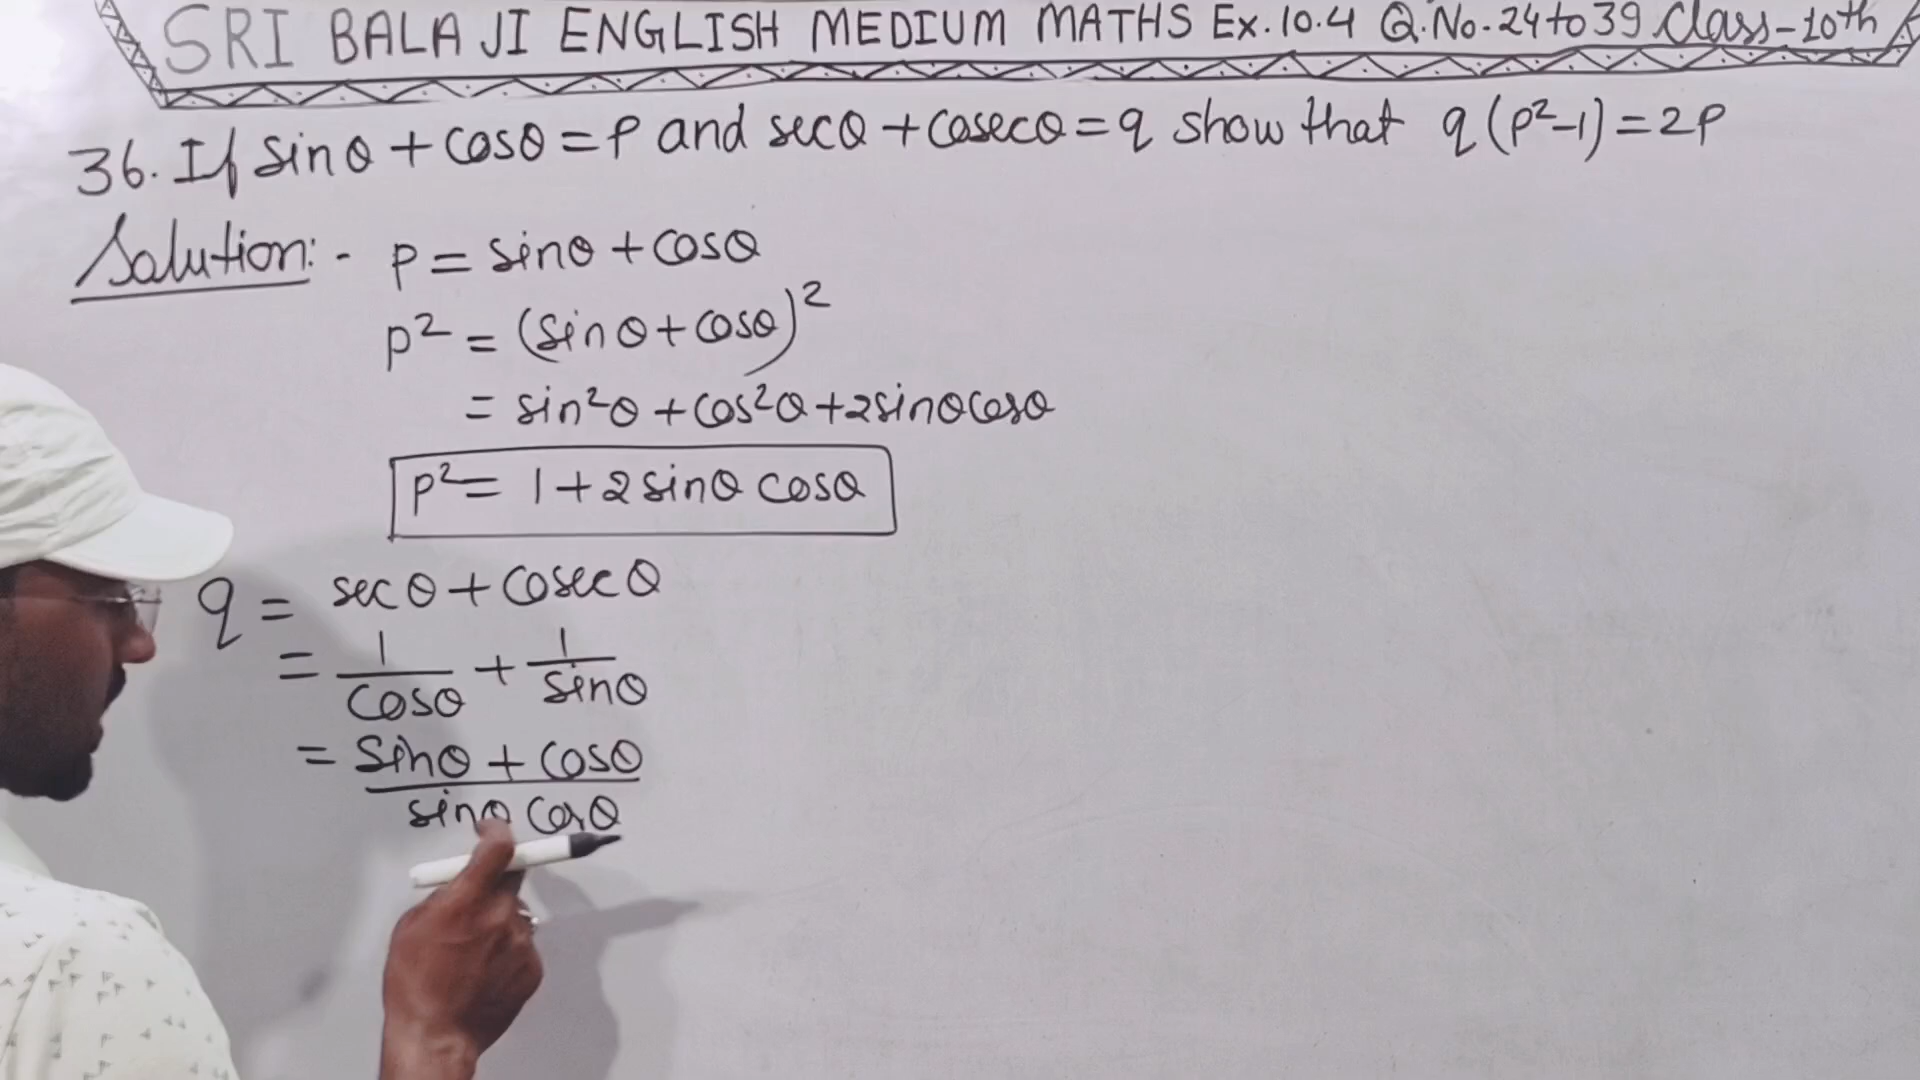 SRI BALA JI ENGLISH MEDIUM MATHS Ex.10.4 Q.No.24 to 39 Class-10th
36. If sinθ + cosθ = P and secθ + cosecθ = q show that q(p²-1) = 2P
Solution:- P = sinθ + cosθ
P² = (sinθ + cosθ)²
= sin²θ + cos²θ + 2sinθcosθ
P² = 1 + 2 sinθ cosθ
q = secθ + cosecθ
= 1/cosθ + 1/sinθ
= sinθ + cosθ
sinθ cosθ